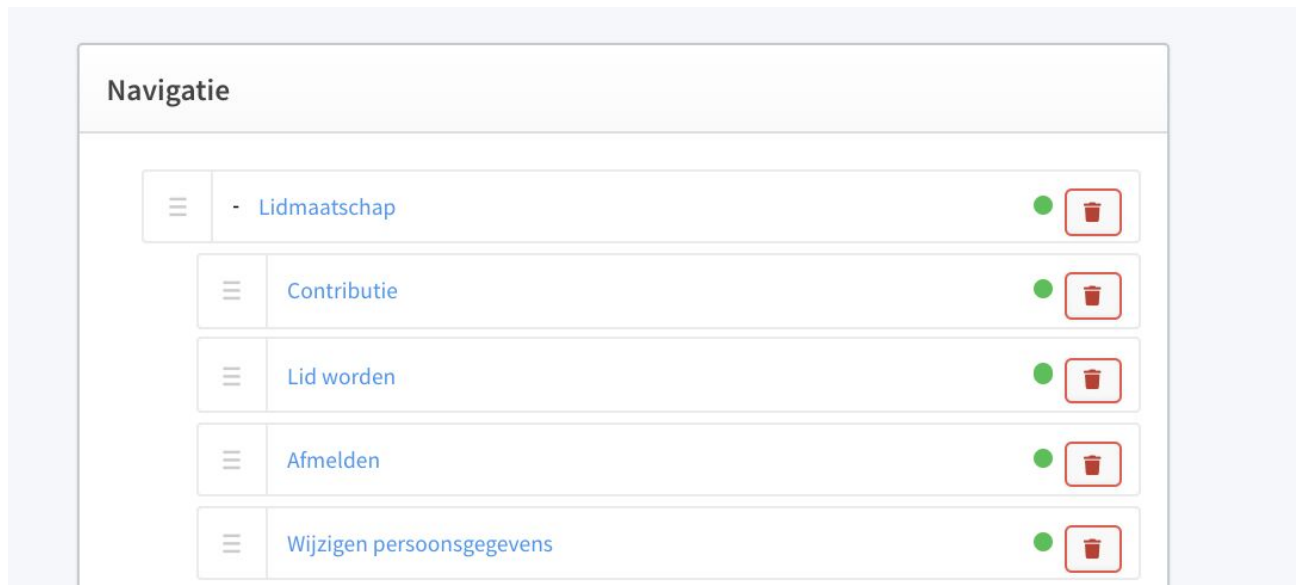 Navigatie
- Lidmaatschap
Contributie
Lid worden
Afmelden
Wijzigen persoonsgegevens